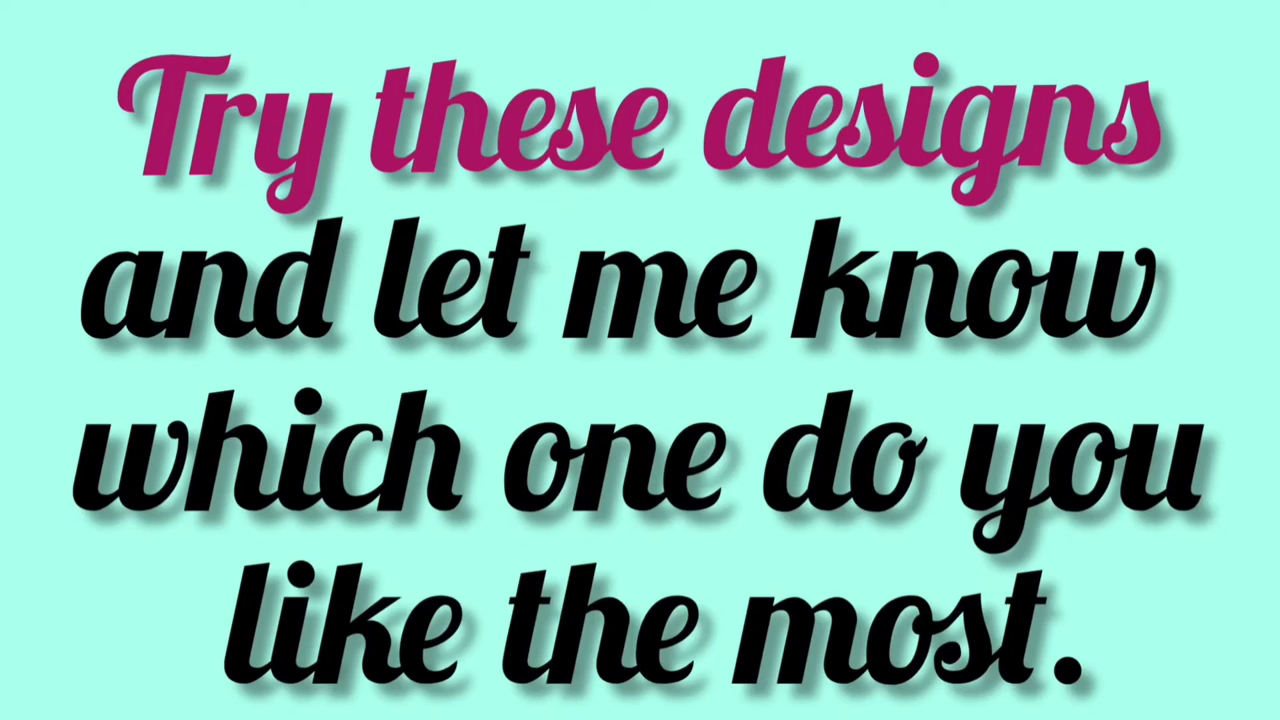 Try these designs
and let me know
which one do you
like the most.